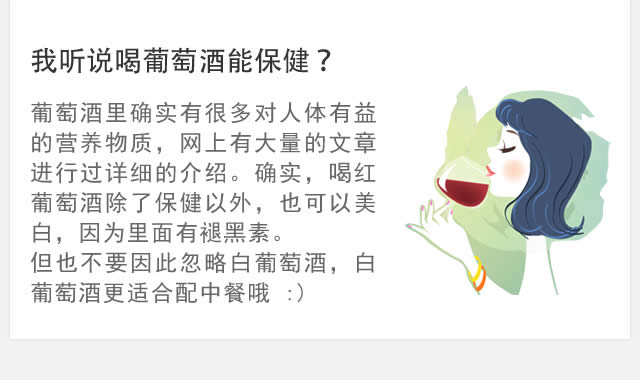 我听说喝葡萄酒能保健？
葡萄酒里确实有很多对人体有益
的营养物质，网上有大量的文章
进行过详细的介绍。确实，喝红
葡萄酒除了保健以外，也可以美
白，因为里面有褪黑素。
但也不要因此忽略白葡萄酒，白
葡萄酒更适合配中餐哦 :)